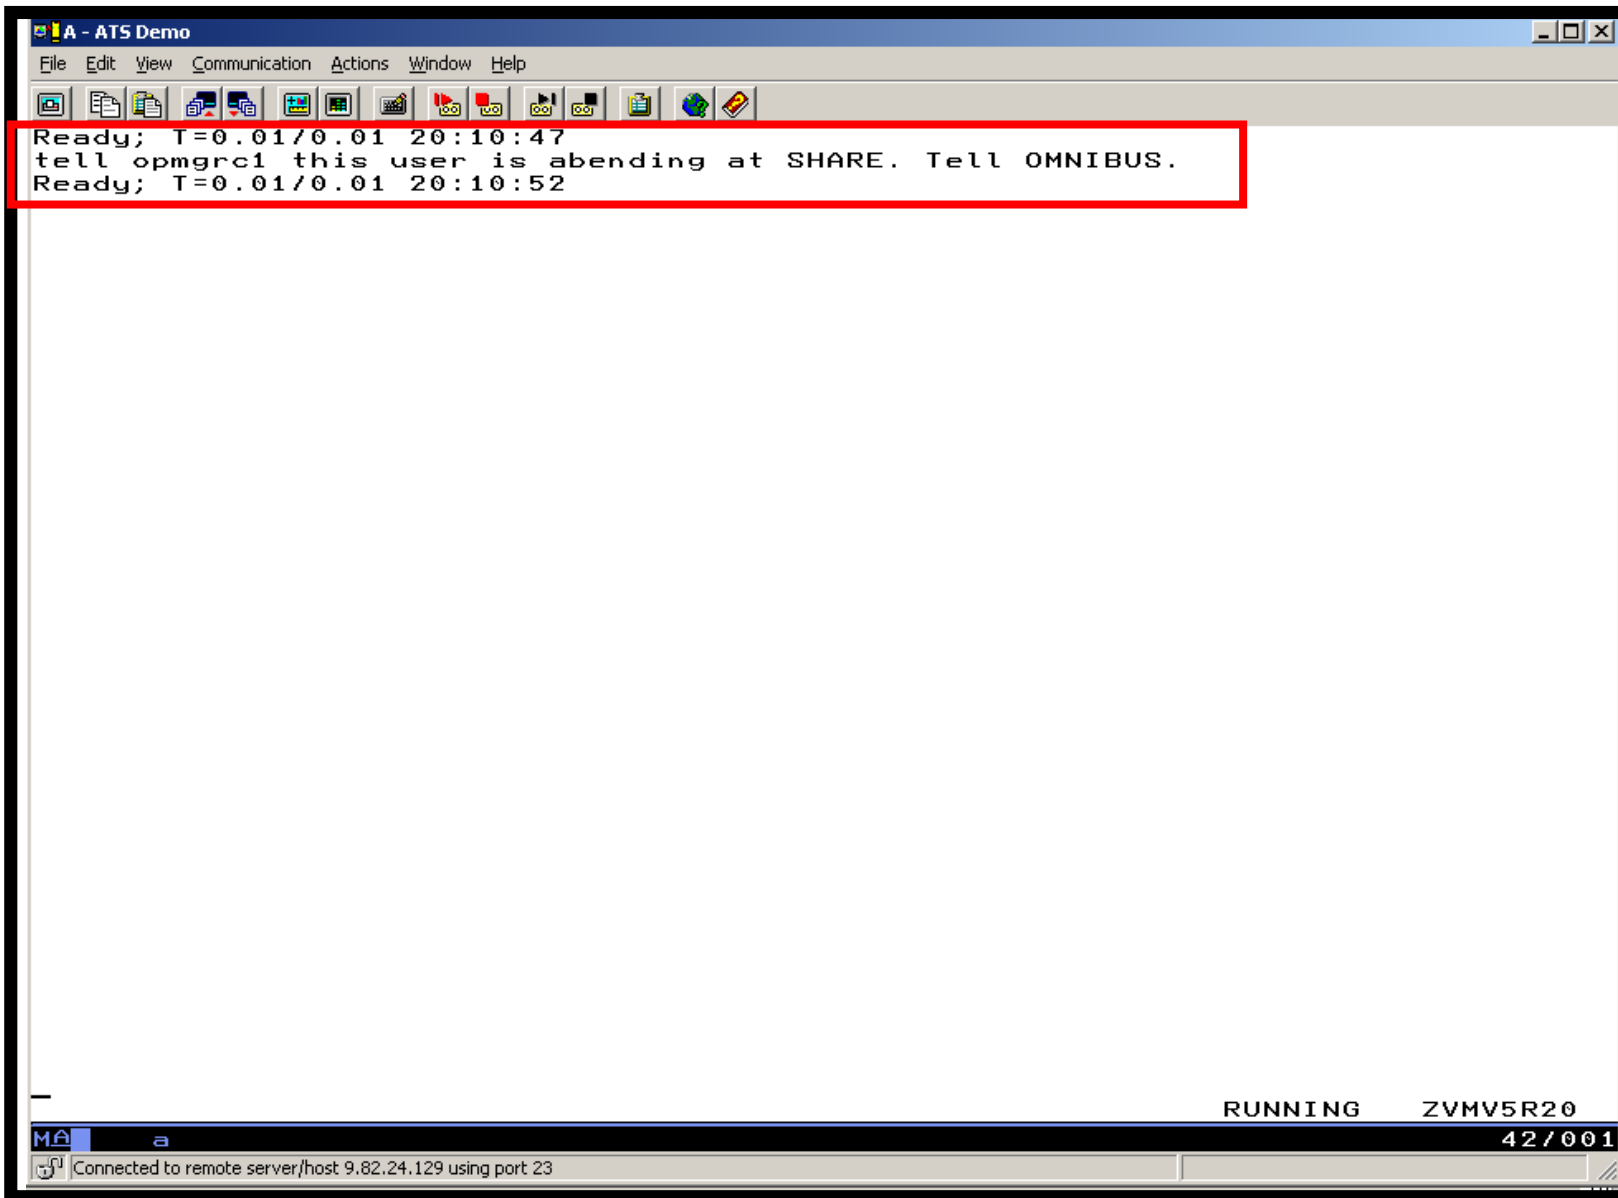 A - ATS Demo
File Edit View Communication Actions Window Help
Ready; T=0.01/0.01 20:10:47
tell opmgrc1 this user is abending at SHARE. Tell OMNIBUS.
Ready; T=0.01/0.01 20:10:52
RUNNING ZVMV5R20
MA a 42/001
Connected to remote server/host 9.82.24.129 using port 23